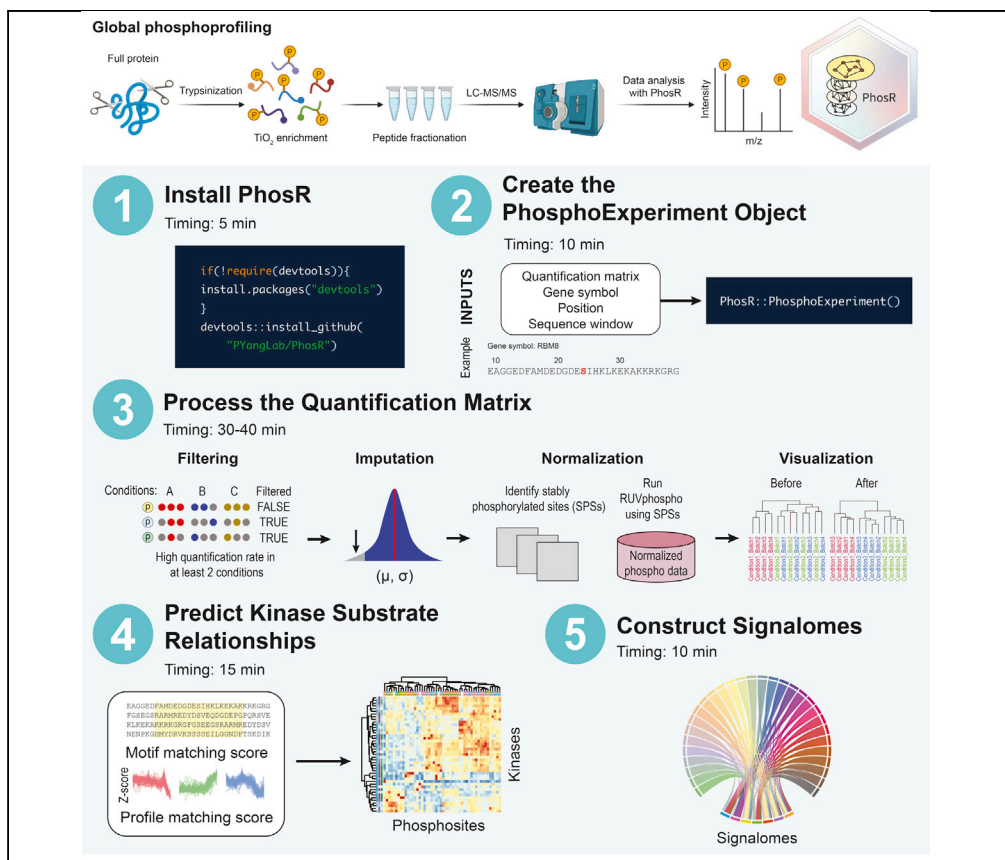 Global phosphoprofiling
Full protein
Trypsinization
TiO₂ enrichment
Peptide fractionation
LC-MS/MS
Data analysis
with PhosR
Intensity
m/z
P
P
P
P
P
P
P
P
P
PhosR
1
Install PhosR
Timing: 5 min
if(!require(devtools)){
install.packages("devtools")
}
devtools::install_github(
"PYangLab/PhosR")
2
Create the
PhosphoExperiment Object
Timing: 10 min
INPUTS
Quantification matrix
Gene symbol
Position
Sequence window
PhosR::PhosphoExperiment()
Example
Gene symbol: RBM8
10 20 30
EAGGEDFAMDEDGDESIHKLKEKAKKRKGRG
3
Process the Quantification Matrix
Timing: 30-40 min
Filtering
Conditions: A B C Filtered
p FALSE
p TRUE
p TRUE
High quantification rate in
at least 2 conditions
Imputation
(μ, σ)
Normalization
Identify stably
phosphorylated sites (SPSs)
Run
RUVphospho
using SPSs
Normalized
phospho data
Visualization
Before
After
4
Predict Kinase Substrate
Relationships
Timing: 15 min
EAGGEDFAMDEDGDESIHKLKEKAKKRKGRG
FGSEGSRARMREDYDSVEQDGDEPGPQRSVE
KLKEKAKKRKGRGFGSEEGSRARMREDYDSV
NENPKGHMYDRVKSSSSEILGGNDPTSKDIK
Motif matching score
Z-score
Profile matching score
Kinases
Phosphosites
5
Construct Signalomes
Timing: 10 min
Signalomes